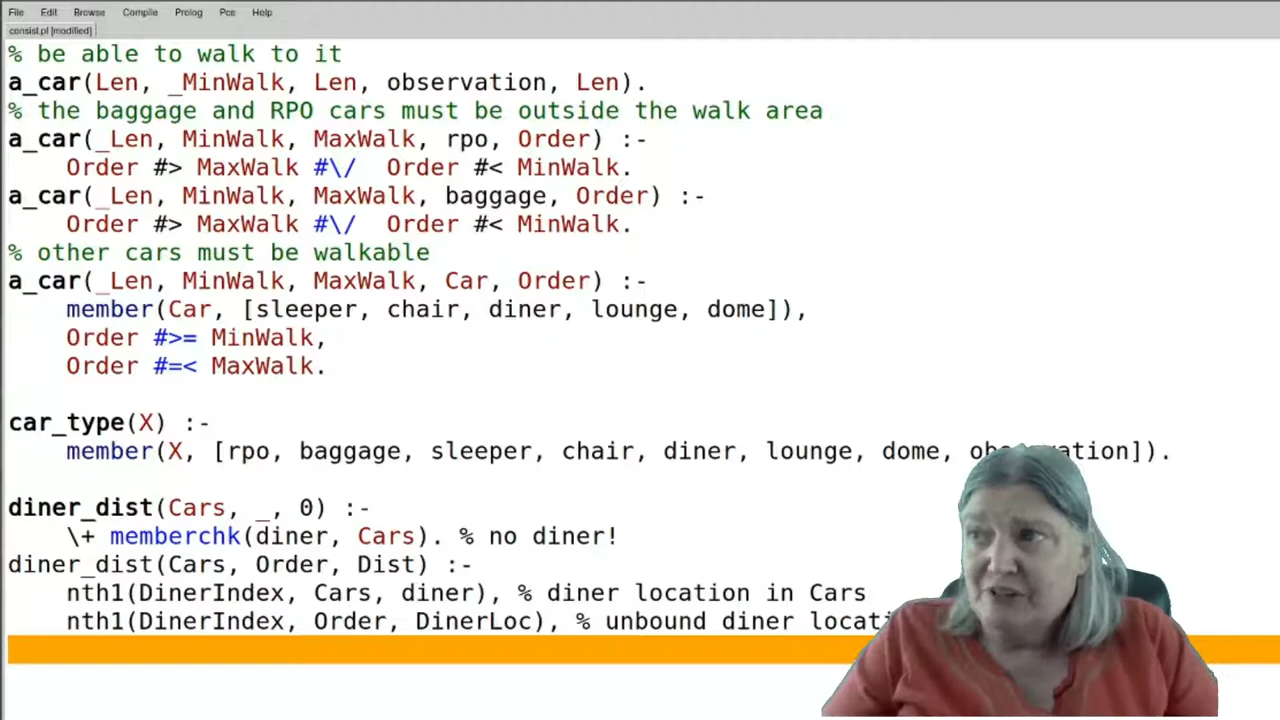 File Edit Browse Compile Prolog Pce Help
consist.pl [modified]
% be able to walk to it
a_car(Len, _MinWalk, Len, observation, Len).
% the baggage and RPO cars must be outside the walk area
a_car(_Len, MinWalk, MaxWalk, rpo, Order) :-
Order #> MaxWalk #\/  Order #< MinWalk.
a_car(_Len, MinWalk, MaxWalk, baggage, Order) :-
Order #> MaxWalk #\/  Order #< MinWalk.
% other cars must be walkable
a_car(_Len, MinWalk, MaxWalk, Car, Order) :-
member(Car, [sleeper, chair, diner, lounge, dome]),
Order #>= MinWalk,
Order #=< MaxWalk.
car_type(X) :-
member(X, [rpo, baggage, sleeper, chair, diner, lounge, dome, observation]).
diner_dist(Cars, _, 0) :-
\+ memberchk(diner, Cars). % no diner!
diner_dist(Cars, Order, Dist) :-
nth1(DinerIndex, Cars, diner), % diner location in Cars
nth1(DinerIndex, Order, DinerLoc), % unbound diner